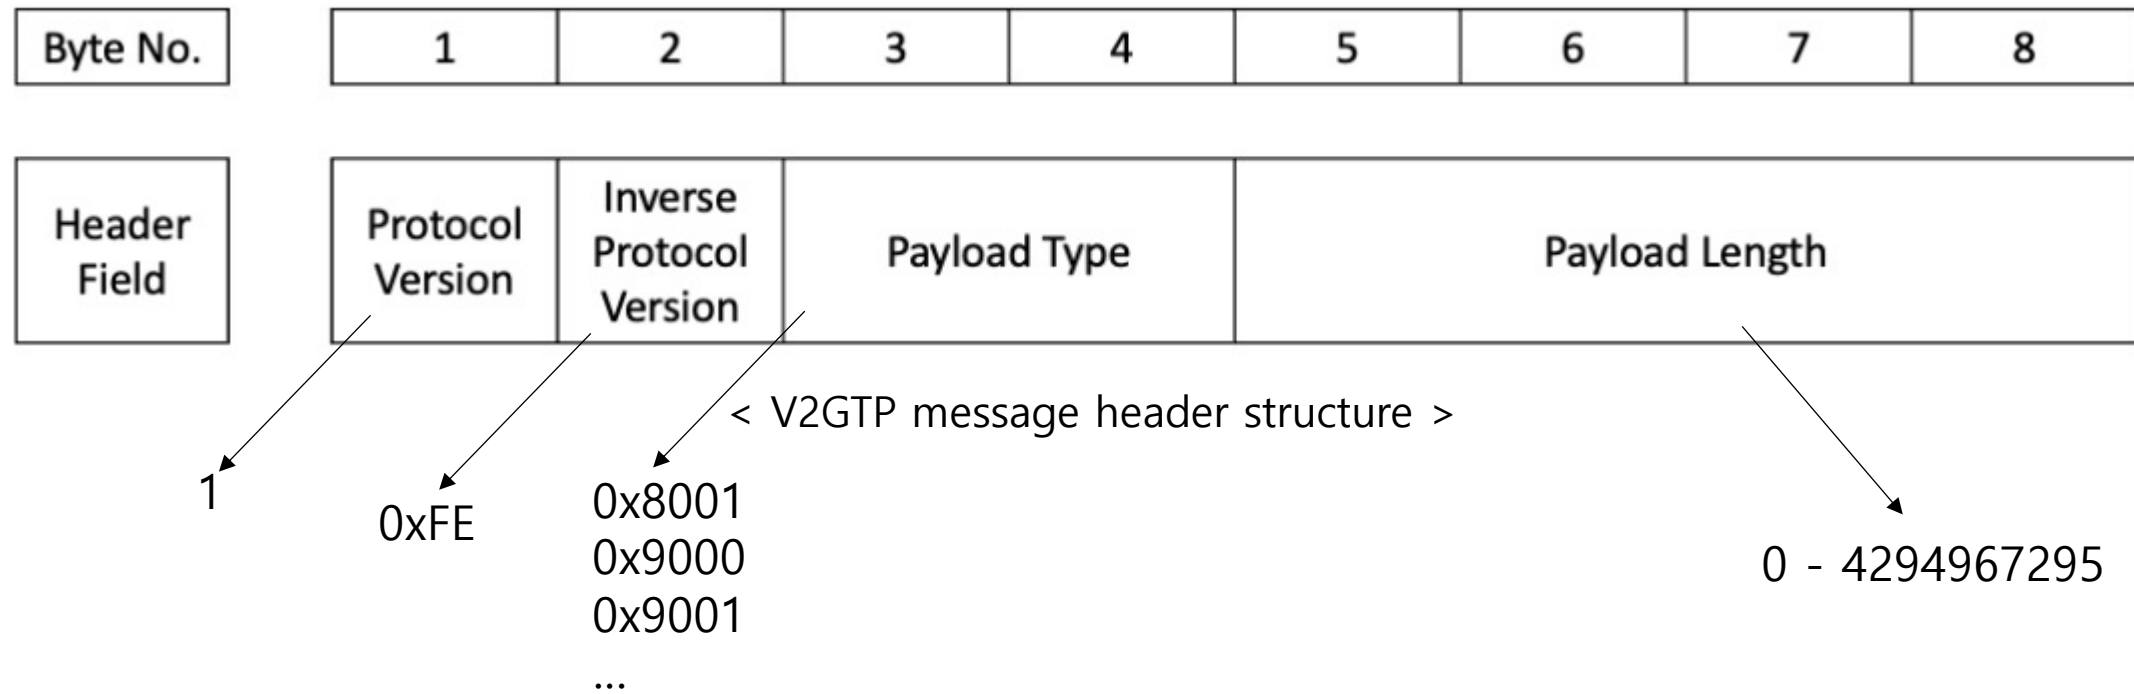 Byte No. 1 2 3 4 5 6 7 8
Header
Field
Protocol
Version
Inverse
Protocol
Version
Payload Type
Payload Length
< V2GTP message header structure >
1
0xFE
0x8001
0x9000
0x9001
...
0 - 4294967295